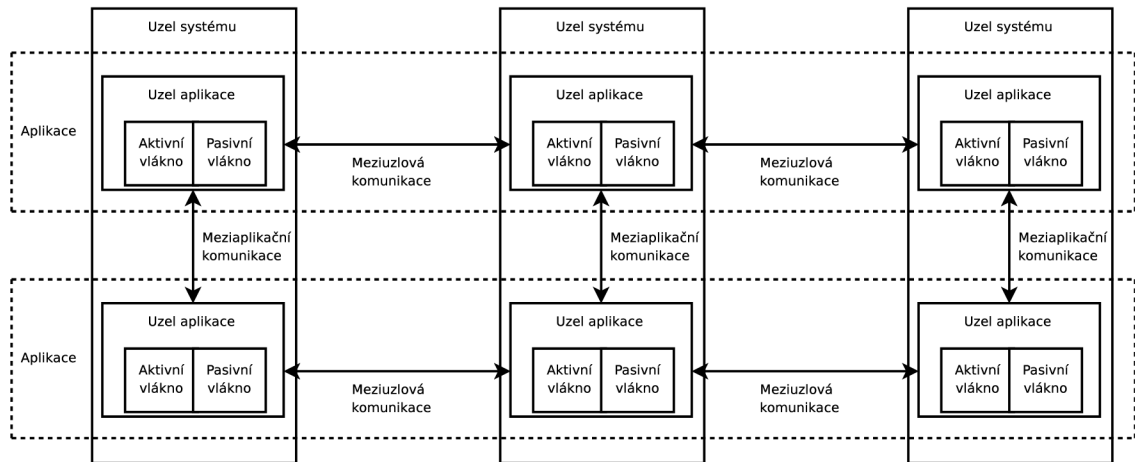 Uzel systému
Uzel systému
Uzel systému
Uzel aplikace
Uzel aplikace
Uzel aplikace
Aplikace
Aktivní
vlákno
Pasivní
vlákno
Meziuzlová
komunikace
Aktivní
vlákno
Pasivní
vlákno
Meziuzlová
komunikace
Aktivní
vlákno
Pasivní
vlákno
Meziaplikační
komunikace
Meziaplikační
komunikace
Meziaplikační
komunikace
Uzel aplikace
Uzel aplikace
Uzel aplikace
Aplikace
Aktivní
vlákno
Pasivní
vlákno
Meziuzlová
komunikace
Aktivní
vlákno
Pasivní
vlákno
Meziuzlová
komunikace
Aktivní
vlákno
Pasivní
vlákno